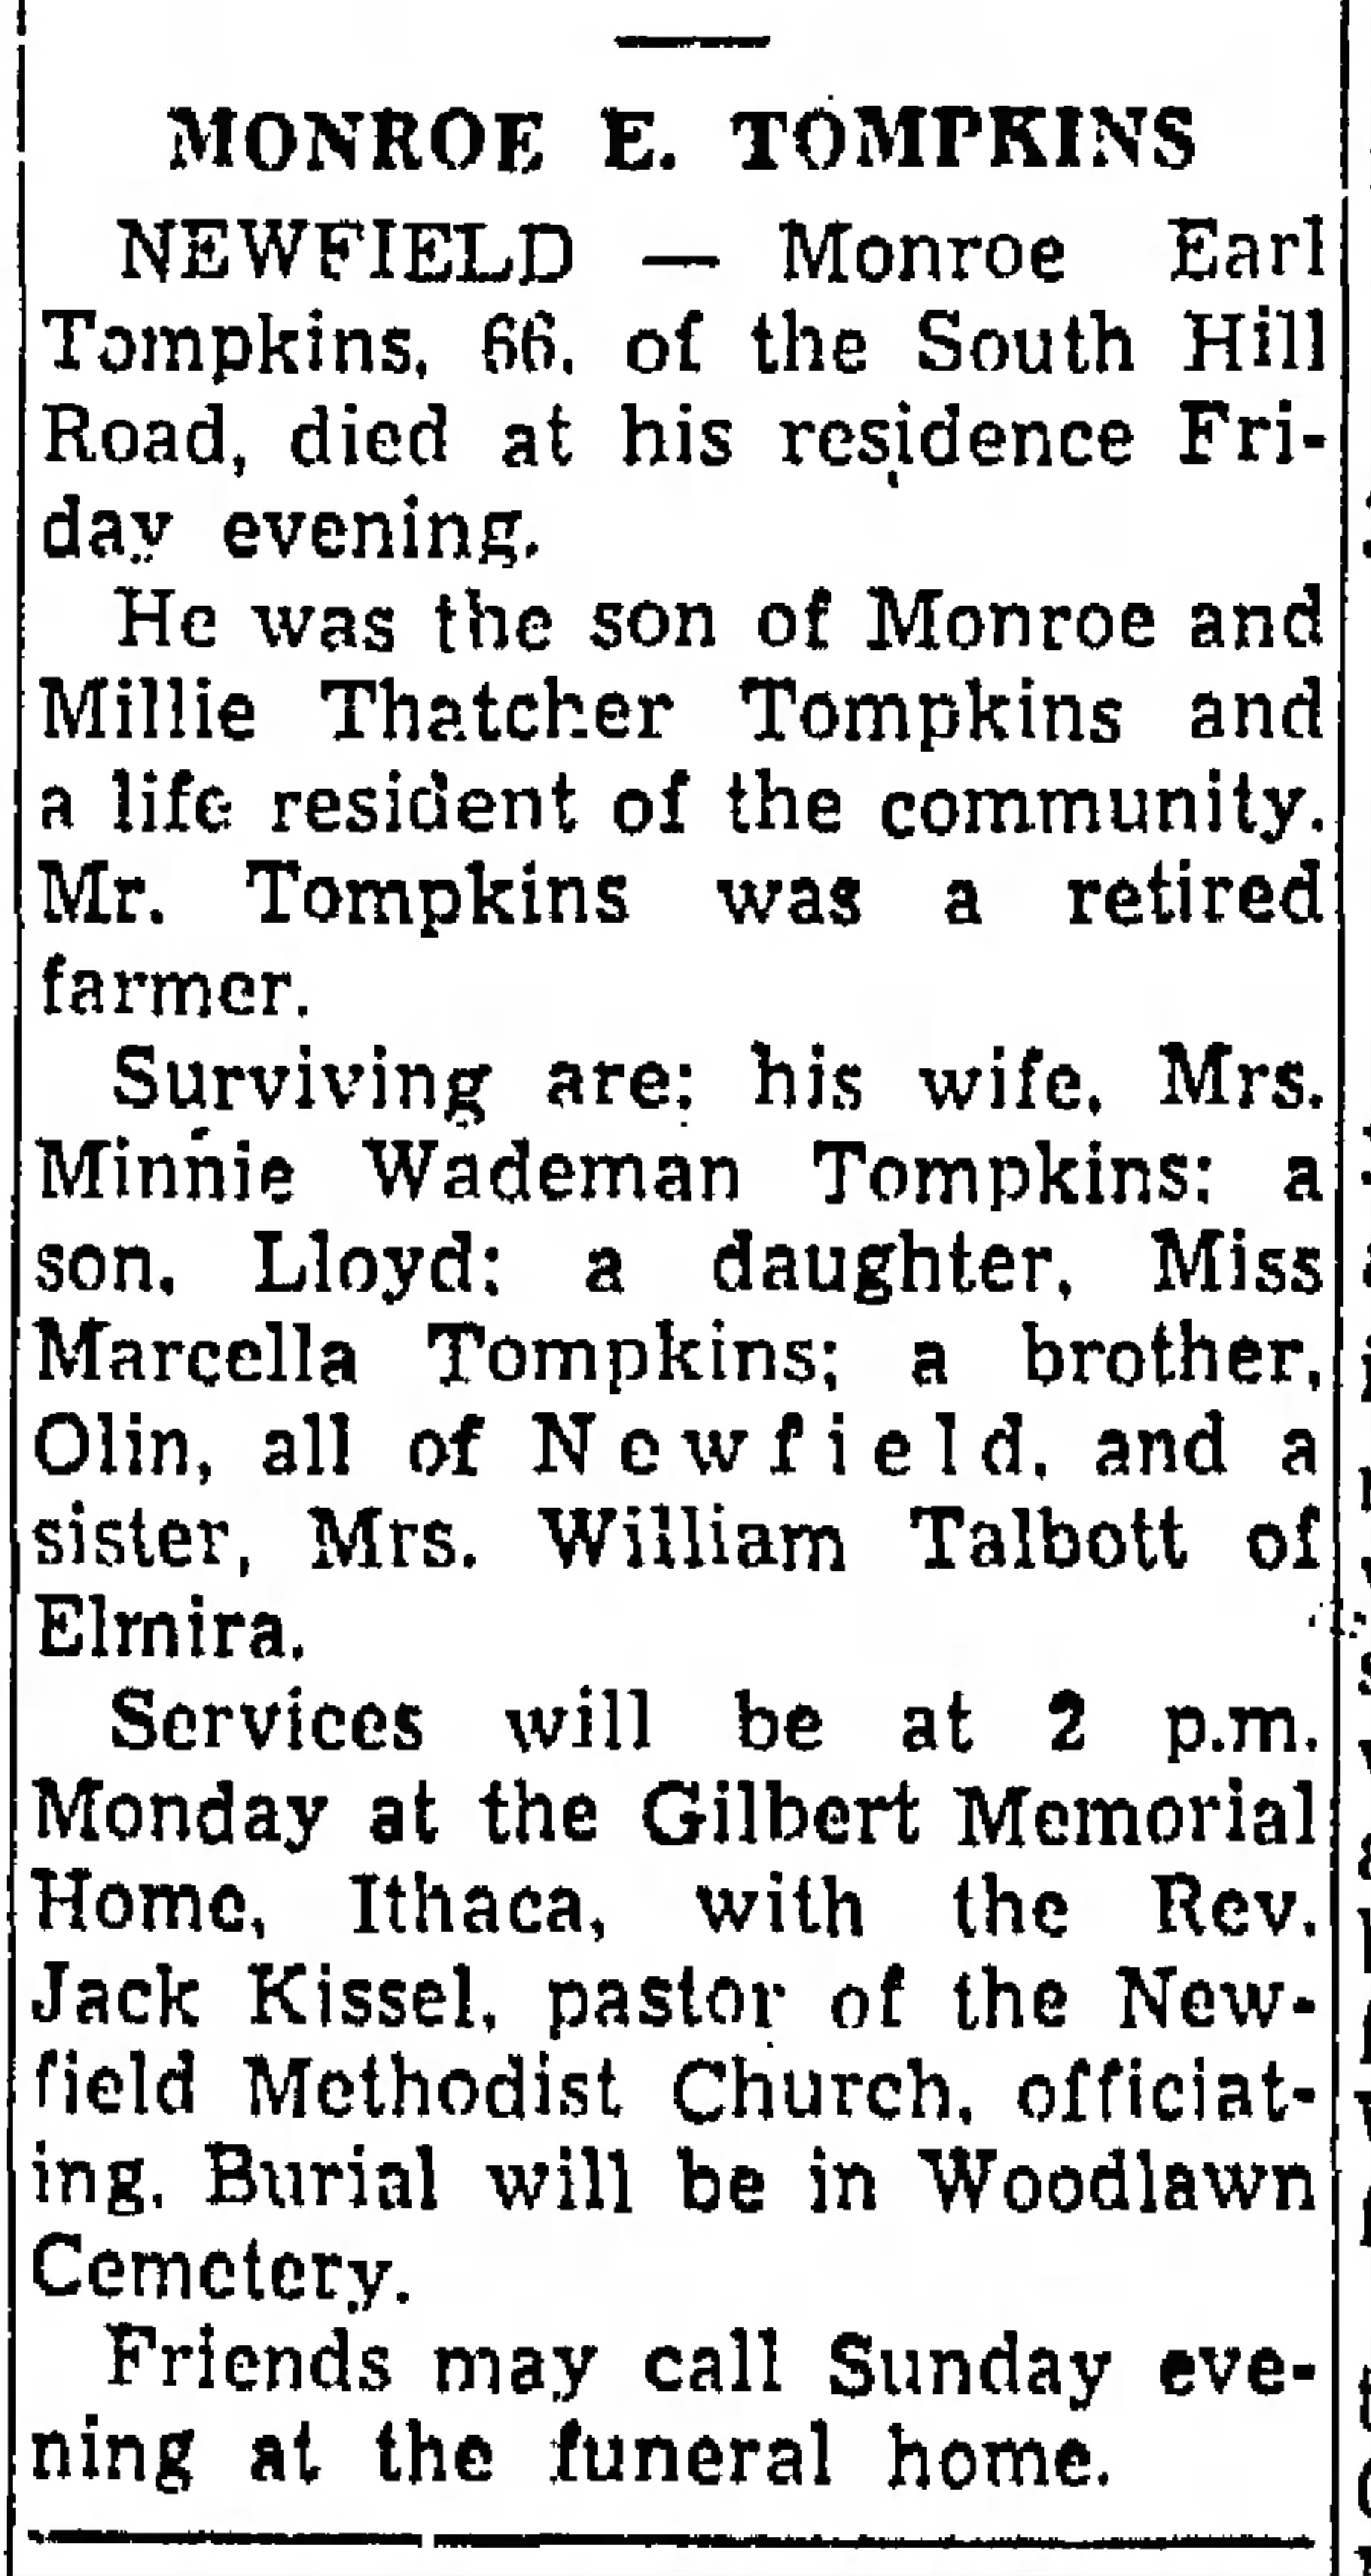 MONROE E. TOMPKINS
NEWFIELD — Monroe Earl
Tompkins, 66, of the South Hill
Road, died at his residence Fri-
day evening.
He was the son of Monroe and
Millie Thatcher Tompkins and
a life resident of the community.
Mr. Tompkins was a retired
farmer.
Surviving are: his wife, Mrs.
Minnie Wademan Tompkins; a
son, Lloyd; a daughter, Miss
Marcella Tompkins; a brother,
Olin, all of Newfield, and a
sister, Mrs. William Talbott of
Elmira.
Services will be at 2 p.m.
Monday at the Gilbert Memorial
Home, Ithaca, with the Rev.
Jack Kissel, pastor of the New-
field Methodist Church, officiat-
ing. Burial will be in Woodlawn
Cemetery.
Friends may call Sunday eve-
ning at the funeral home.